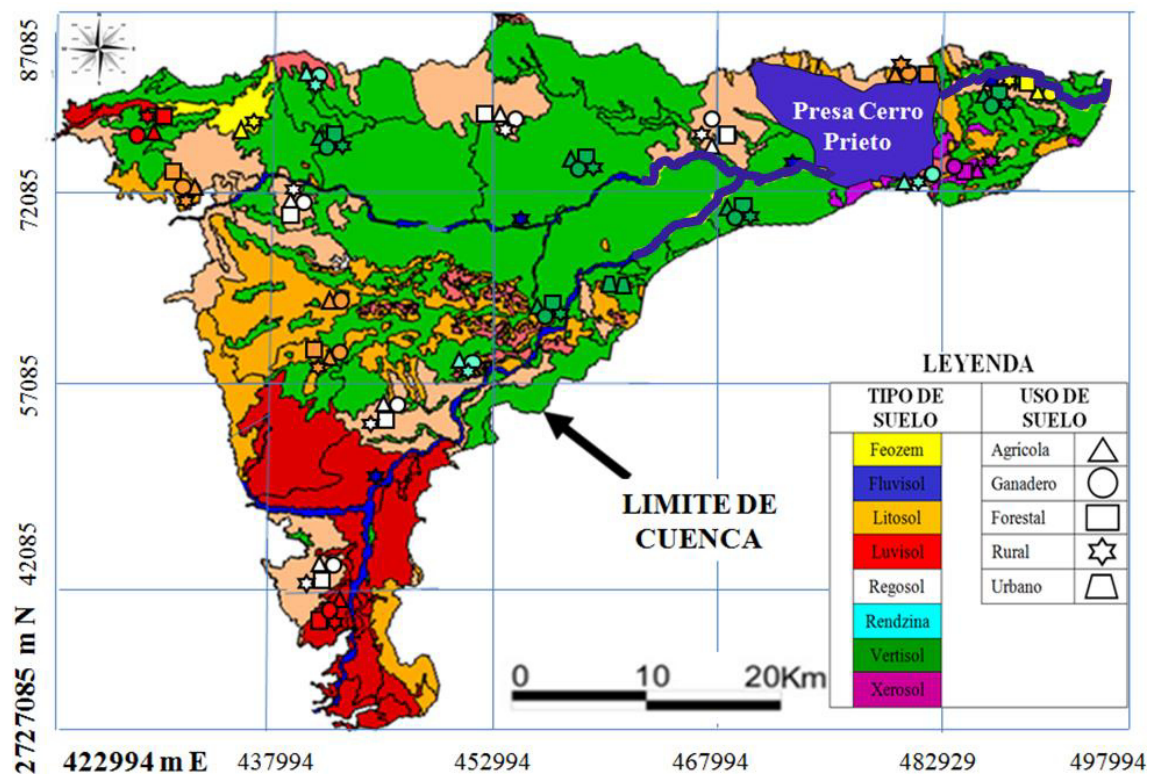 87085
72085
57085
42085
2727085 m N
Presa Cerro
Prieto
LIMITE DE
CUENCA
0 10 20Km
LEYENDA
TIPO DE
SUELO
USO DE
SUELO
Feozem
Agrícola
Fluvisol
Ganadero
Litosol
Forestal
Luvisol
Rural
Regosol
Urbano
Rendzina
Vertisol
Xerosol
422994 m E 437994 452994 467994 482929 497994